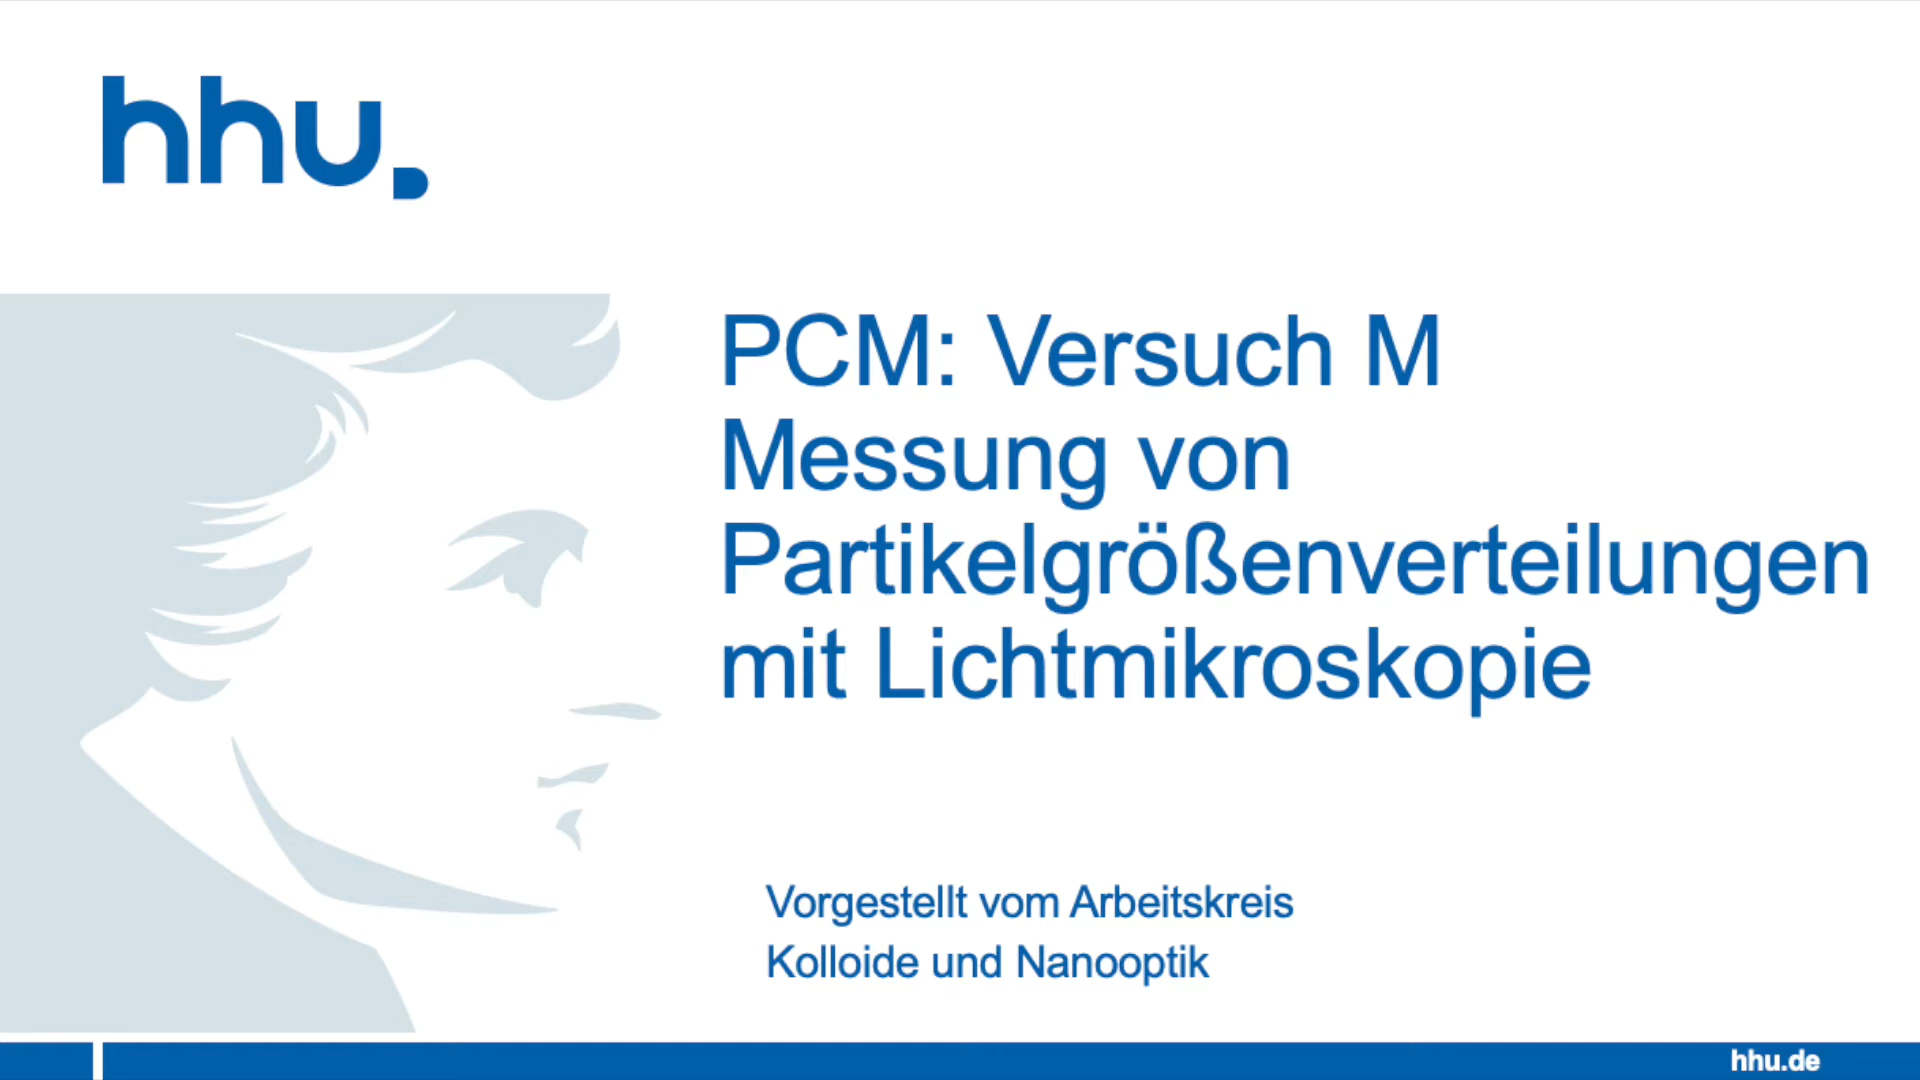 hhu.
PCM: Versuch M
Messung von
Partikelgrößenverteilungen
mit Lichtmikroskopie
Vorgestellt vom Arbeitskreis
Kolloide und Nanooptik
hhu.de